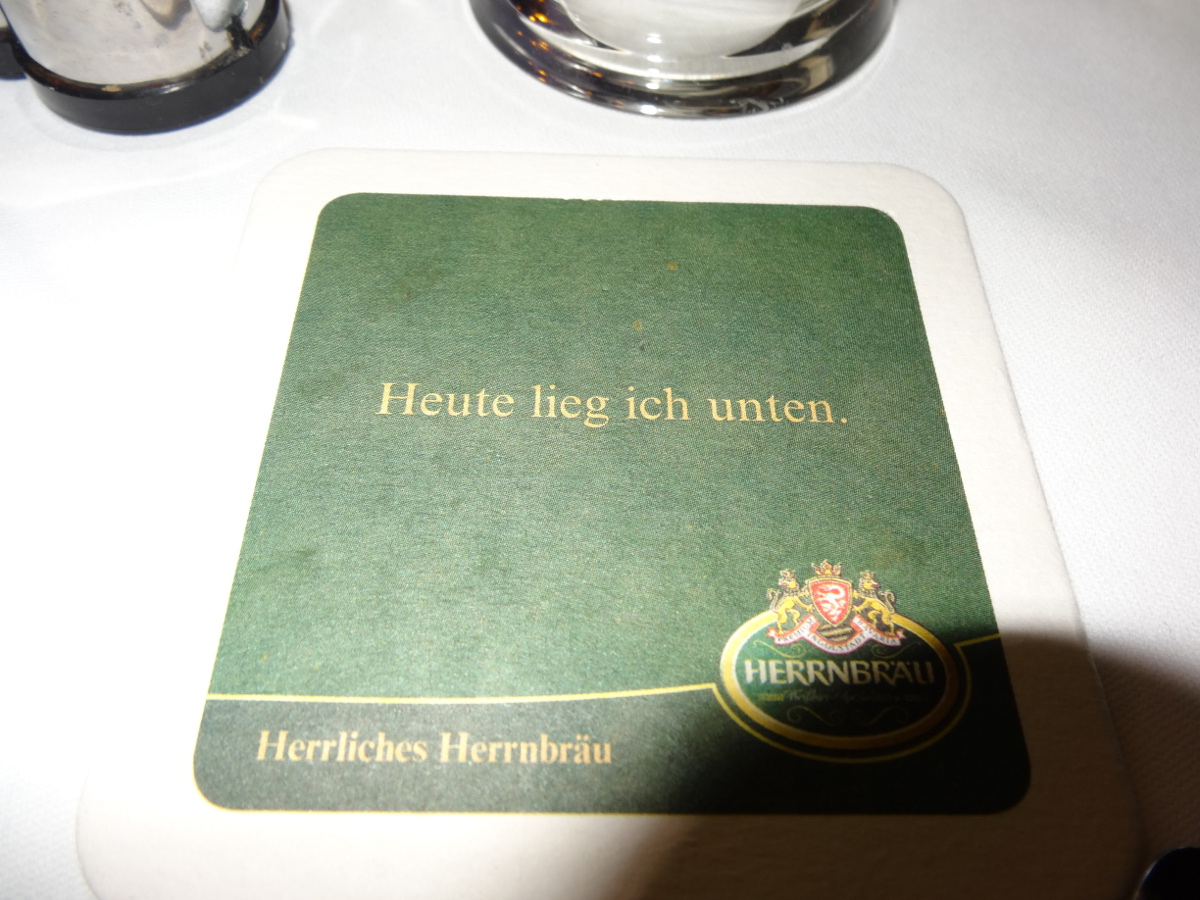 Heute lieg ich unten.
HERRNBRÄU
Herrliches Herrnbräu